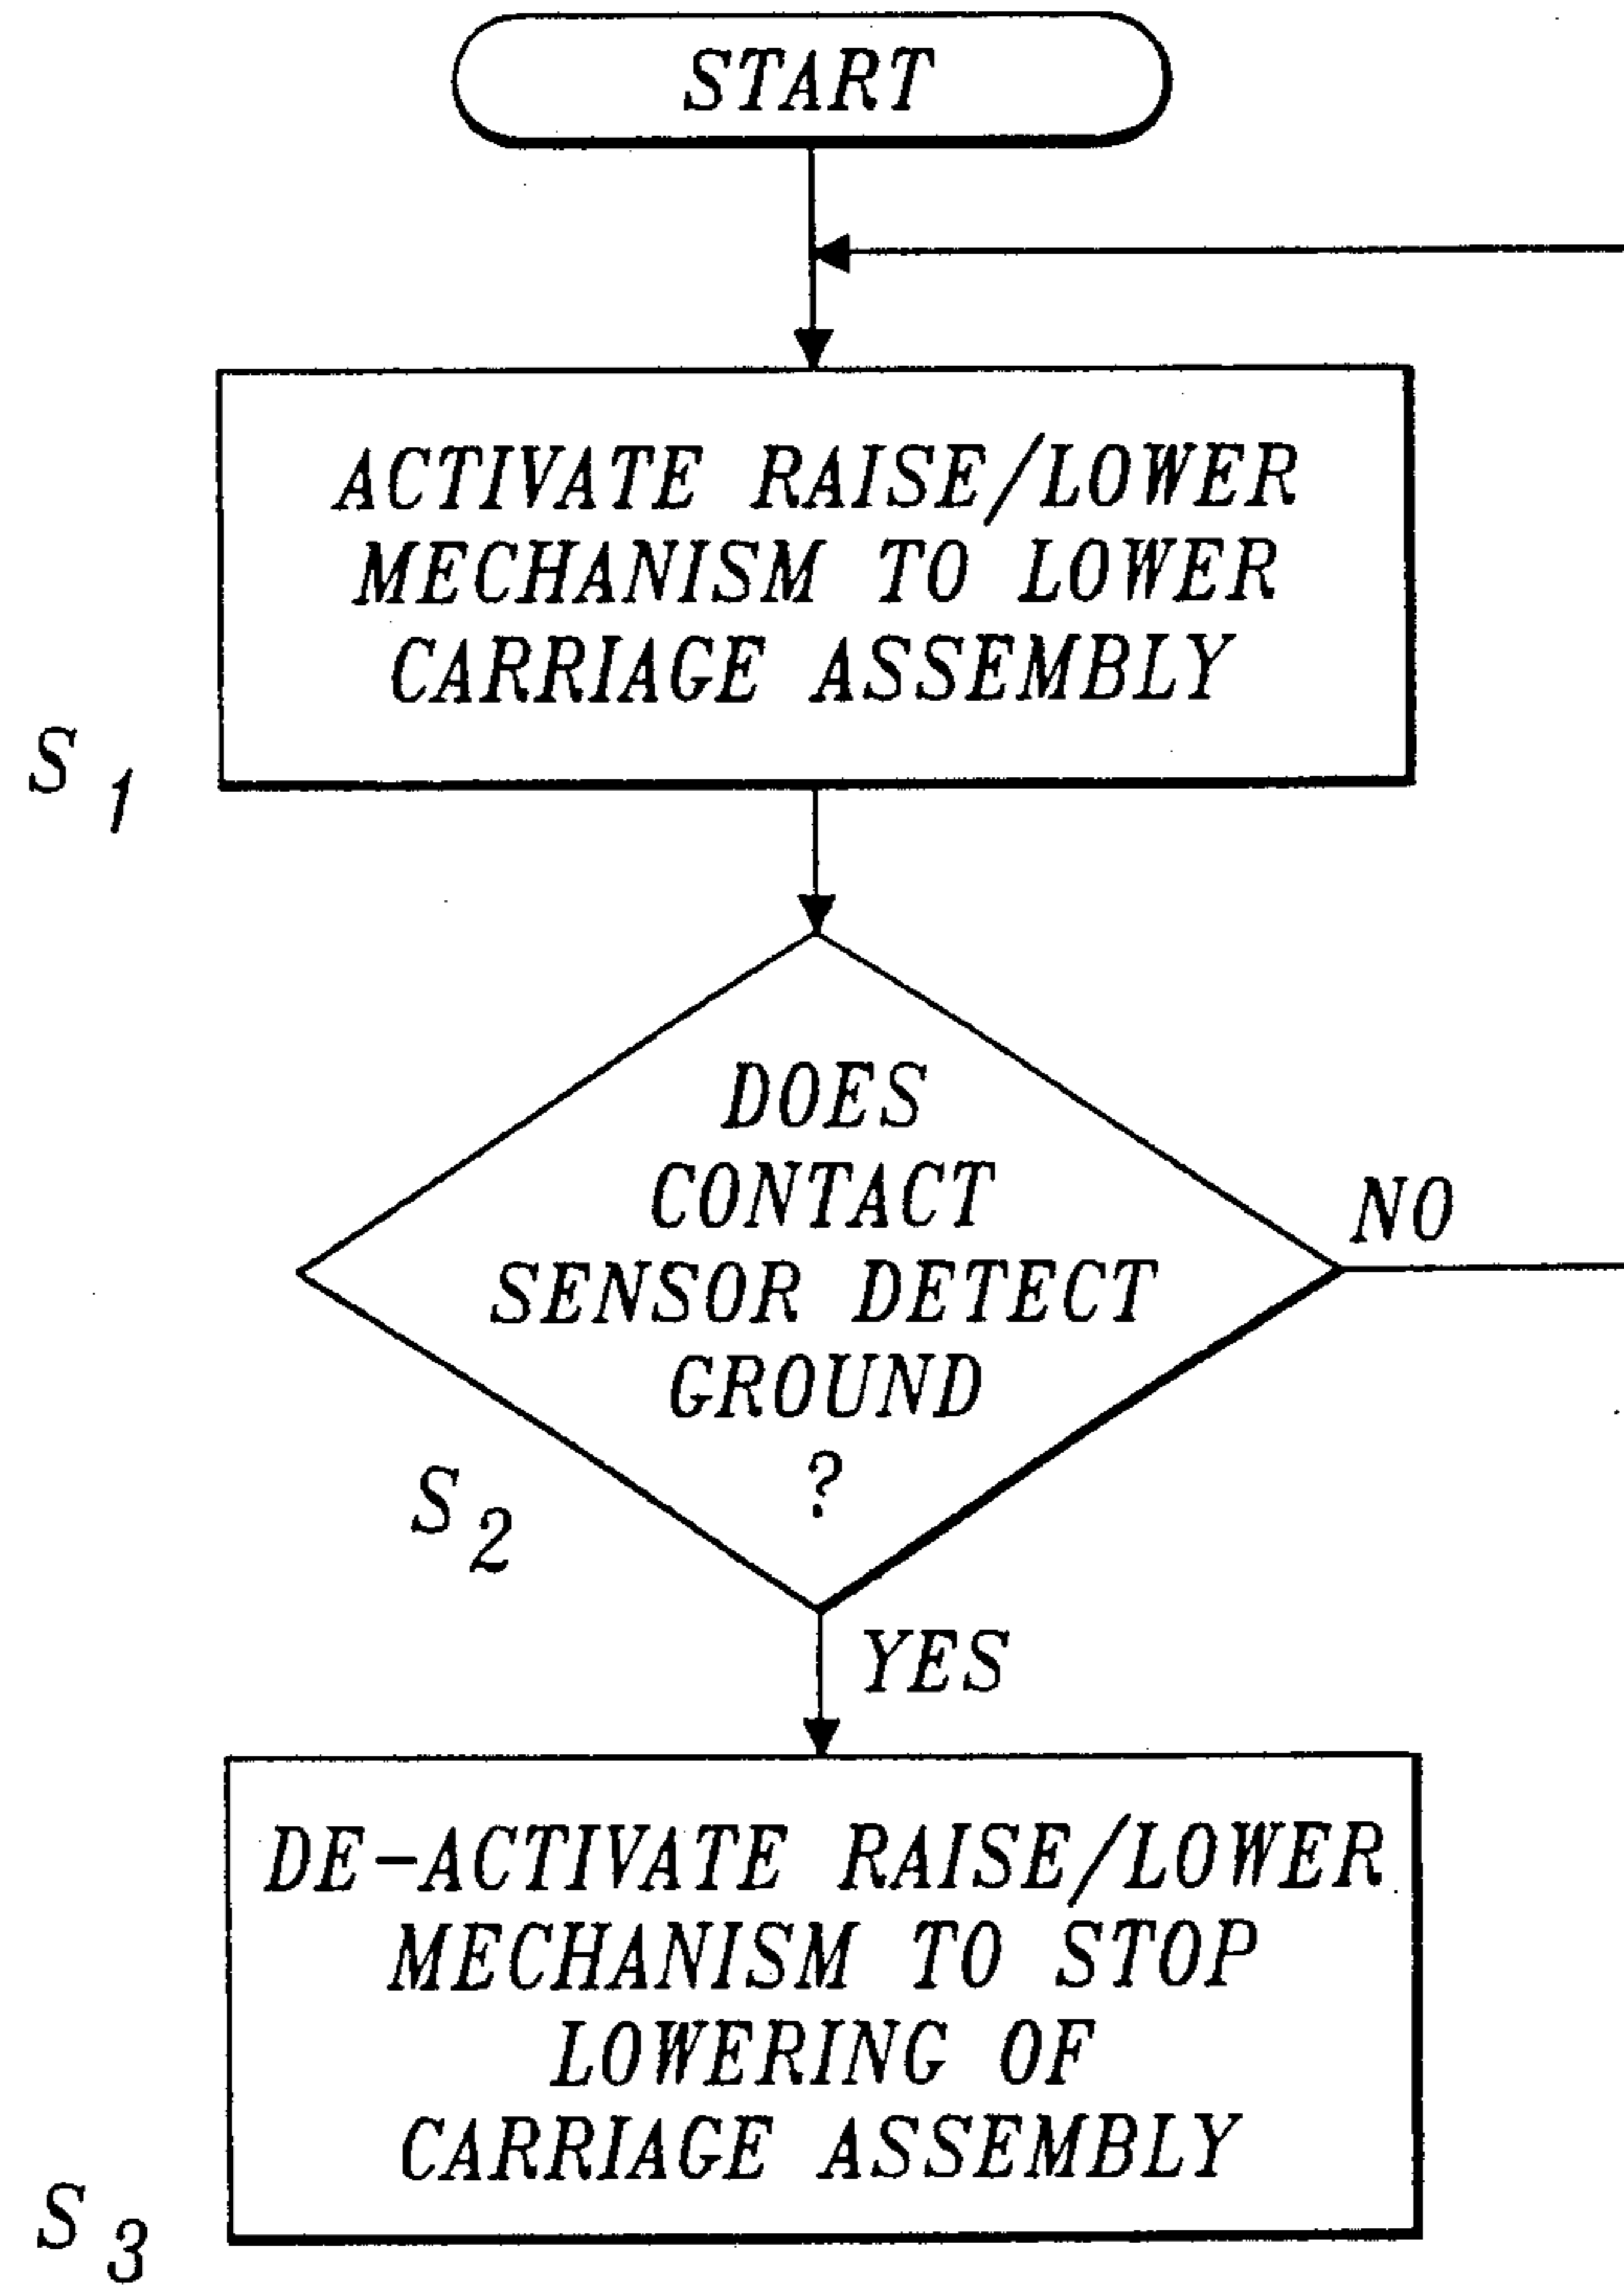 START
ACTIVATE RAISE/LOWER
MECHANISM TO LOWER
CARRIAGE ASSEMBLY
S1
DOES
CONTACT
SENSOR DETECT
GROUND
?
NO
S2
YES
DE-ACTIVATE RAISE/LOWER
MECHANISM TO STOP
LOWERING OF
CARRIAGE ASSEMBLY
S3